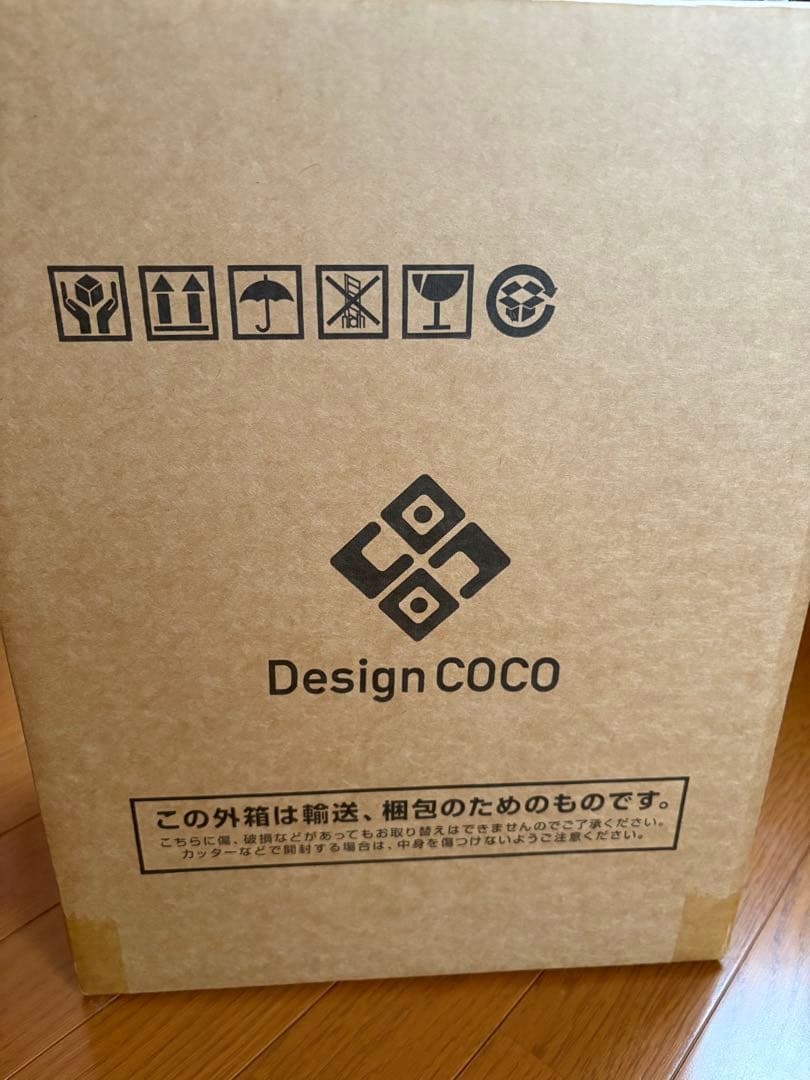 Design COCO
この外箱は輸送、梱包のためのものです。
こちらに傷、破損などがあってもお取り替えはできませんのでご了承ください。
カッターなどで開封する場合は、中身を傷つけないようご注意ください。